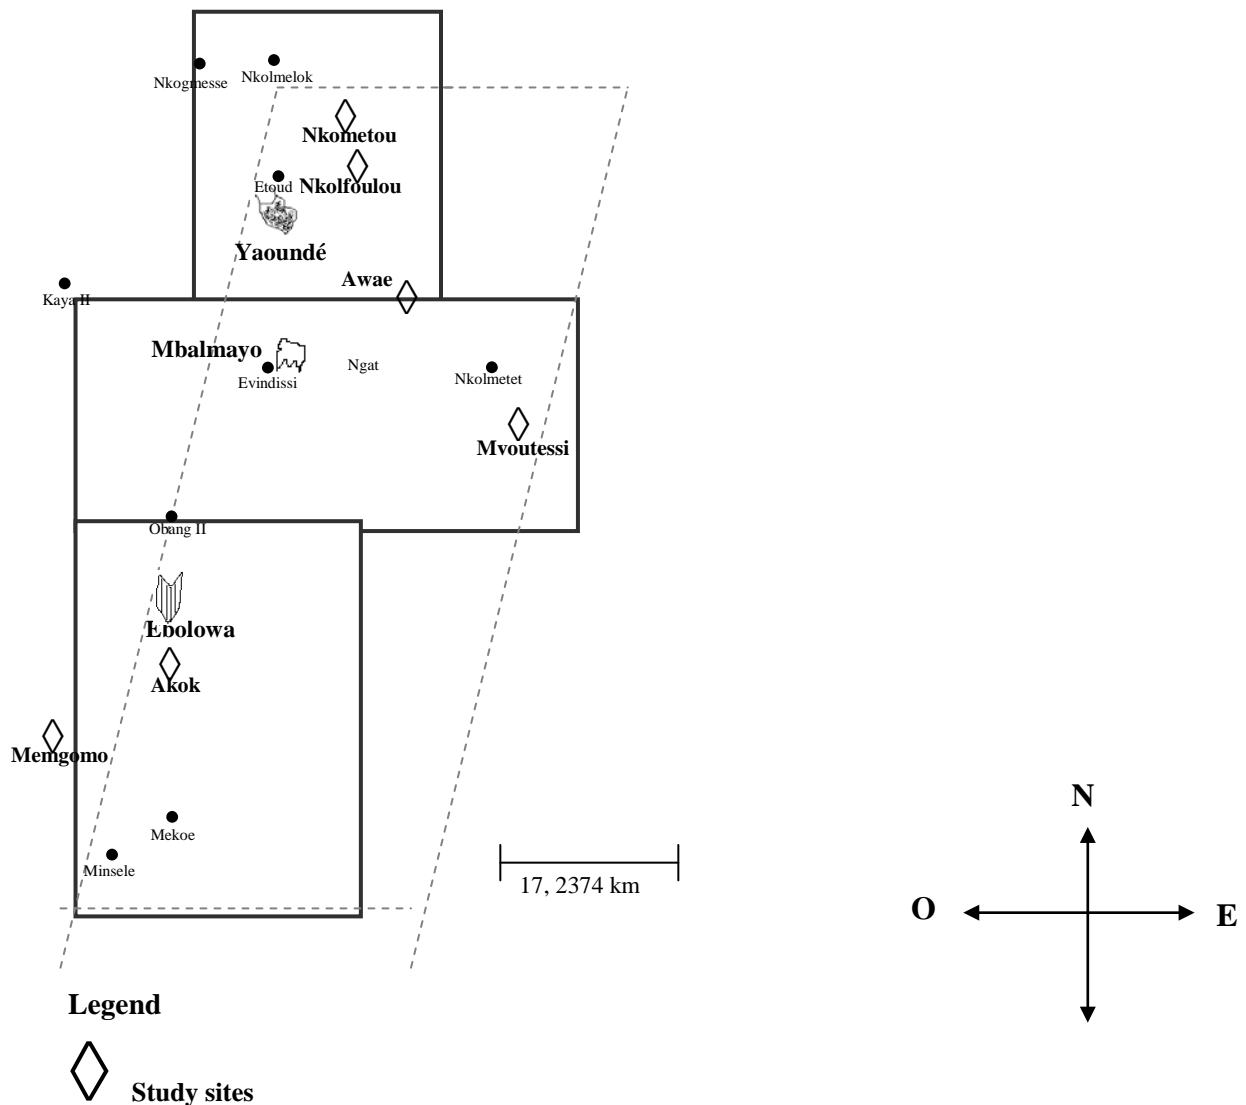 Nkolmelok
Nkogmesse
Nkometou
Etoud
Nkolfoulou
Yaoundé
Awae
Kaya II
Mbalmayo
Ngat
Evindissi
Nkolmetet
Mvoutessi
Obang II
Ebolowa
Akok
Memgomo
Mekoe
Minsele
17, 2374 km
N
O
E
Legend
Study sites